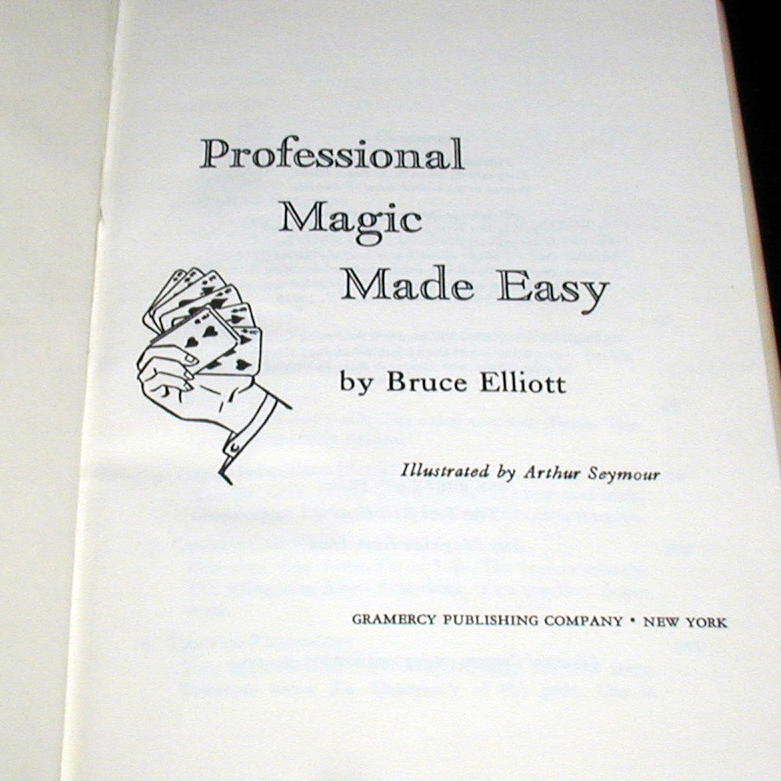 Professional
Magic
Made Easy
by Bruce Elliott
Illustrated by Arthur Seymour
GRAMERCY PUBLISHING COMPANY • NEW YORK